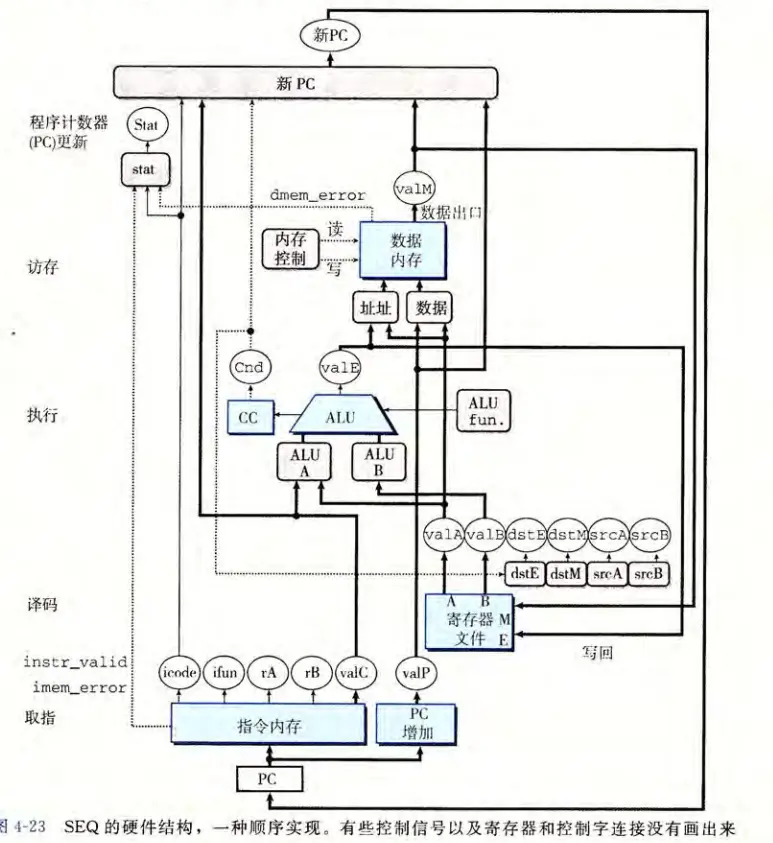 新PC
新 PC
程序计数器
(PC)更新
Stat
stat
dmem_error
valM
数据出口
内存
控制
读
写
数据
内存
访存
址址
数据
Cnd
valE
执行
CC
ALU
ALU
fun.
ALU
A
ALU
B
valA
valB
dstE
dstM
srcA
srcB
dstE
dstM
srcA
srcB
译码
A B
寄存器 M
文件 E
写回
instr_valid
imem_error
icode
ifun
rA
rB
valC
valP
取指
指令内存
PC
增加
PC
图 4-23 SEQ 的硬件结构，一种顺序实现。有些控制信号以及寄存器和控制字连接没有画出来